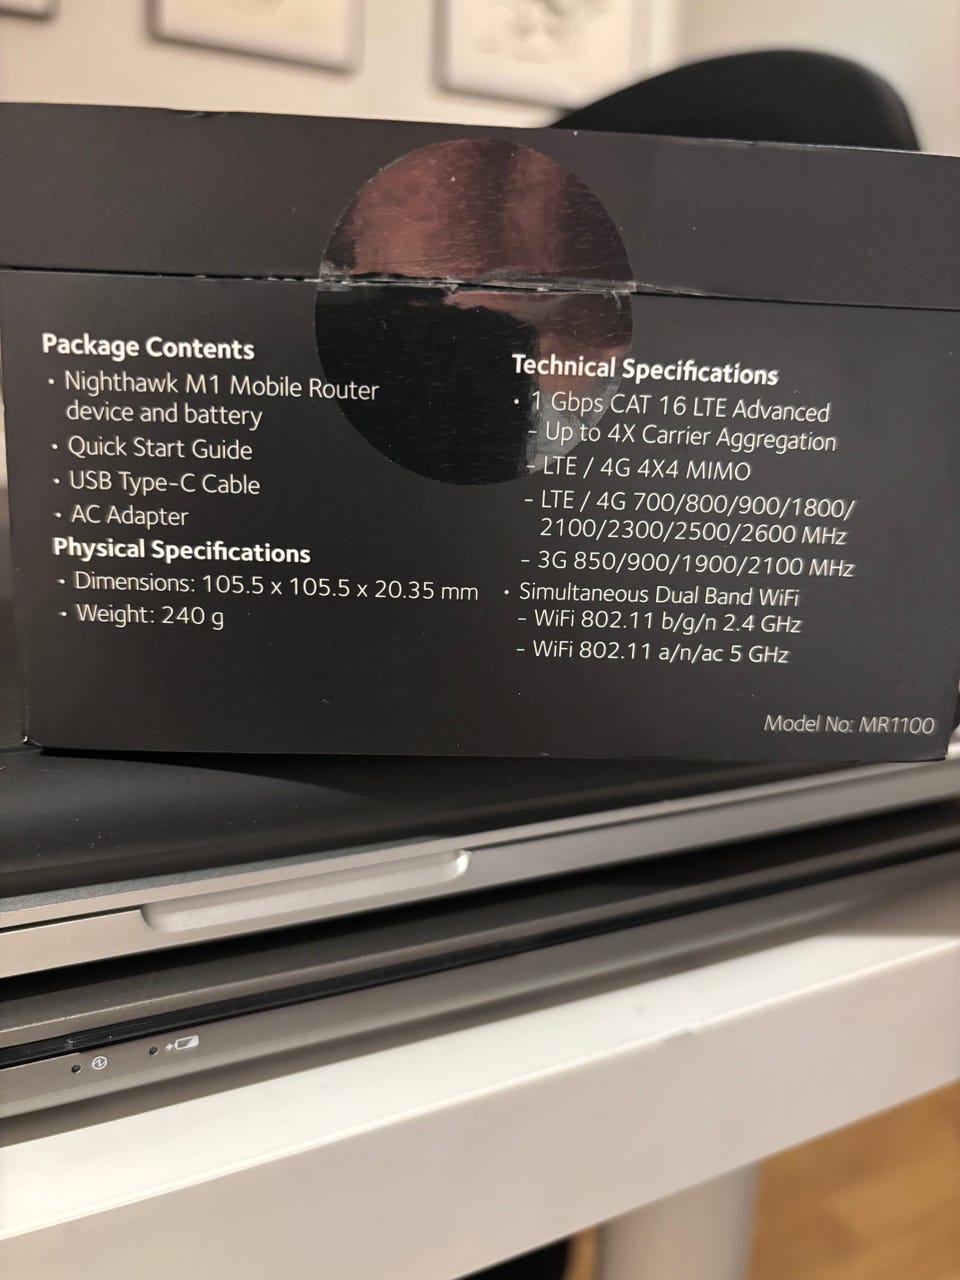 Package Contents
• Nighthawk M1 Mobile Router
device and battery
• Quick Start Guide
• USB Type-C Cable
• AC Adapter
Physical Specifications
• Dimensions: 105.5 x 105.5 x 20.35 mm
• Weight: 240 g
Technical Specifications
• 1 Gbps CAT 16 LTE Advanced
- Up to 4X Carrier Aggregation
- LTE / 4G 4X4 MIMO
- LTE / 4G 700/800/900/1800/
2100/2300/2500/2600 MHz
- 3G 850/900/1900/2100 MHz
• Simultaneous Dual Band WiFi
- WiFi 802.11 b/g/n 2.4 GHz
- WiFi 802.11 a/n/ac 5 GHz
Model No: MR1100